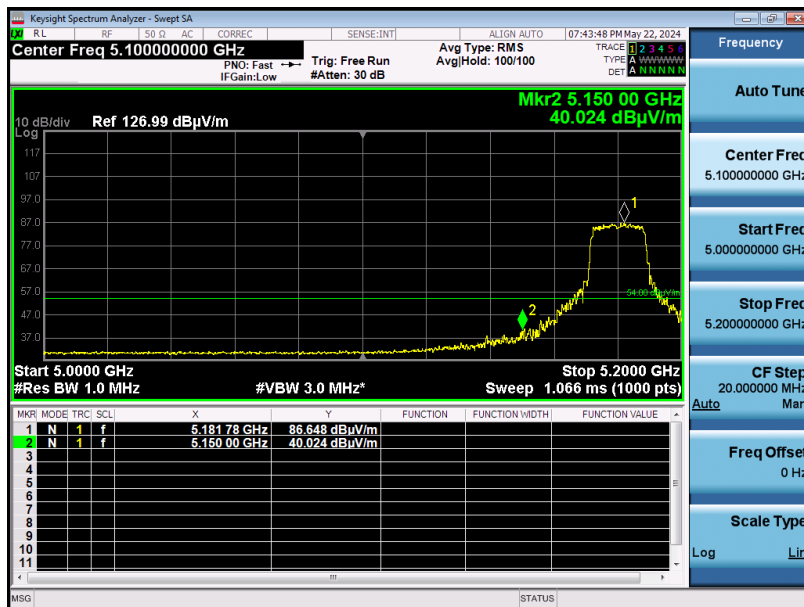 Keysight Spectrum Analyzer - Swept SA
LXI RL RF 50 Ω AC CORREC SENSE:INT ALIGN AUTO 07:43:48 PM May 22, 2024
Center Freq 5.100000000 GHz
PNO: Fast
IFGain:Low
Trig: Free Run
#Atten: 30 dB
Avg Type: RMS
Avg|Hold: 100/100
TRACE 1 2 3 4 5 6
TYPE A WWWWW
DET A N N N N N
Mkr2 5.150 00 GHz
40.024 dBµV/m
10 dB/div Ref 126.99 dBµV/m
Log
117
107
97.0
87.0
77.0
67.0
57.0
47.0
37.0
1
2
54.00 dBµV/m
Start 5.0000 GHz Stop 5.2000 GHz
#Res BW 1.0 MHz #VBW 3.0 MHz* Sweep 1.066 ms (1000 pts)
MKR MODE TRC SCL X Y FUNCTION FUNCTION WIDTH FUNCTION VALUE
1 N 1 f 5.181 78 GHz 86.648 dBµV/m
2 N 1 f 5.150 00 GHz 40.024 dBµV/m
3
4
5
6
7
8
9
10
11
MSG STATUS
Frequency
Auto Tune
Center Freq
5.100000000 GHz
Start Freq
5.000000000 GHz
Stop Freq
5.200000000 GHz
CF Step
20.000000 MHz
Auto Man
Freq Offset
0 Hz
Scale Type
Log Lin